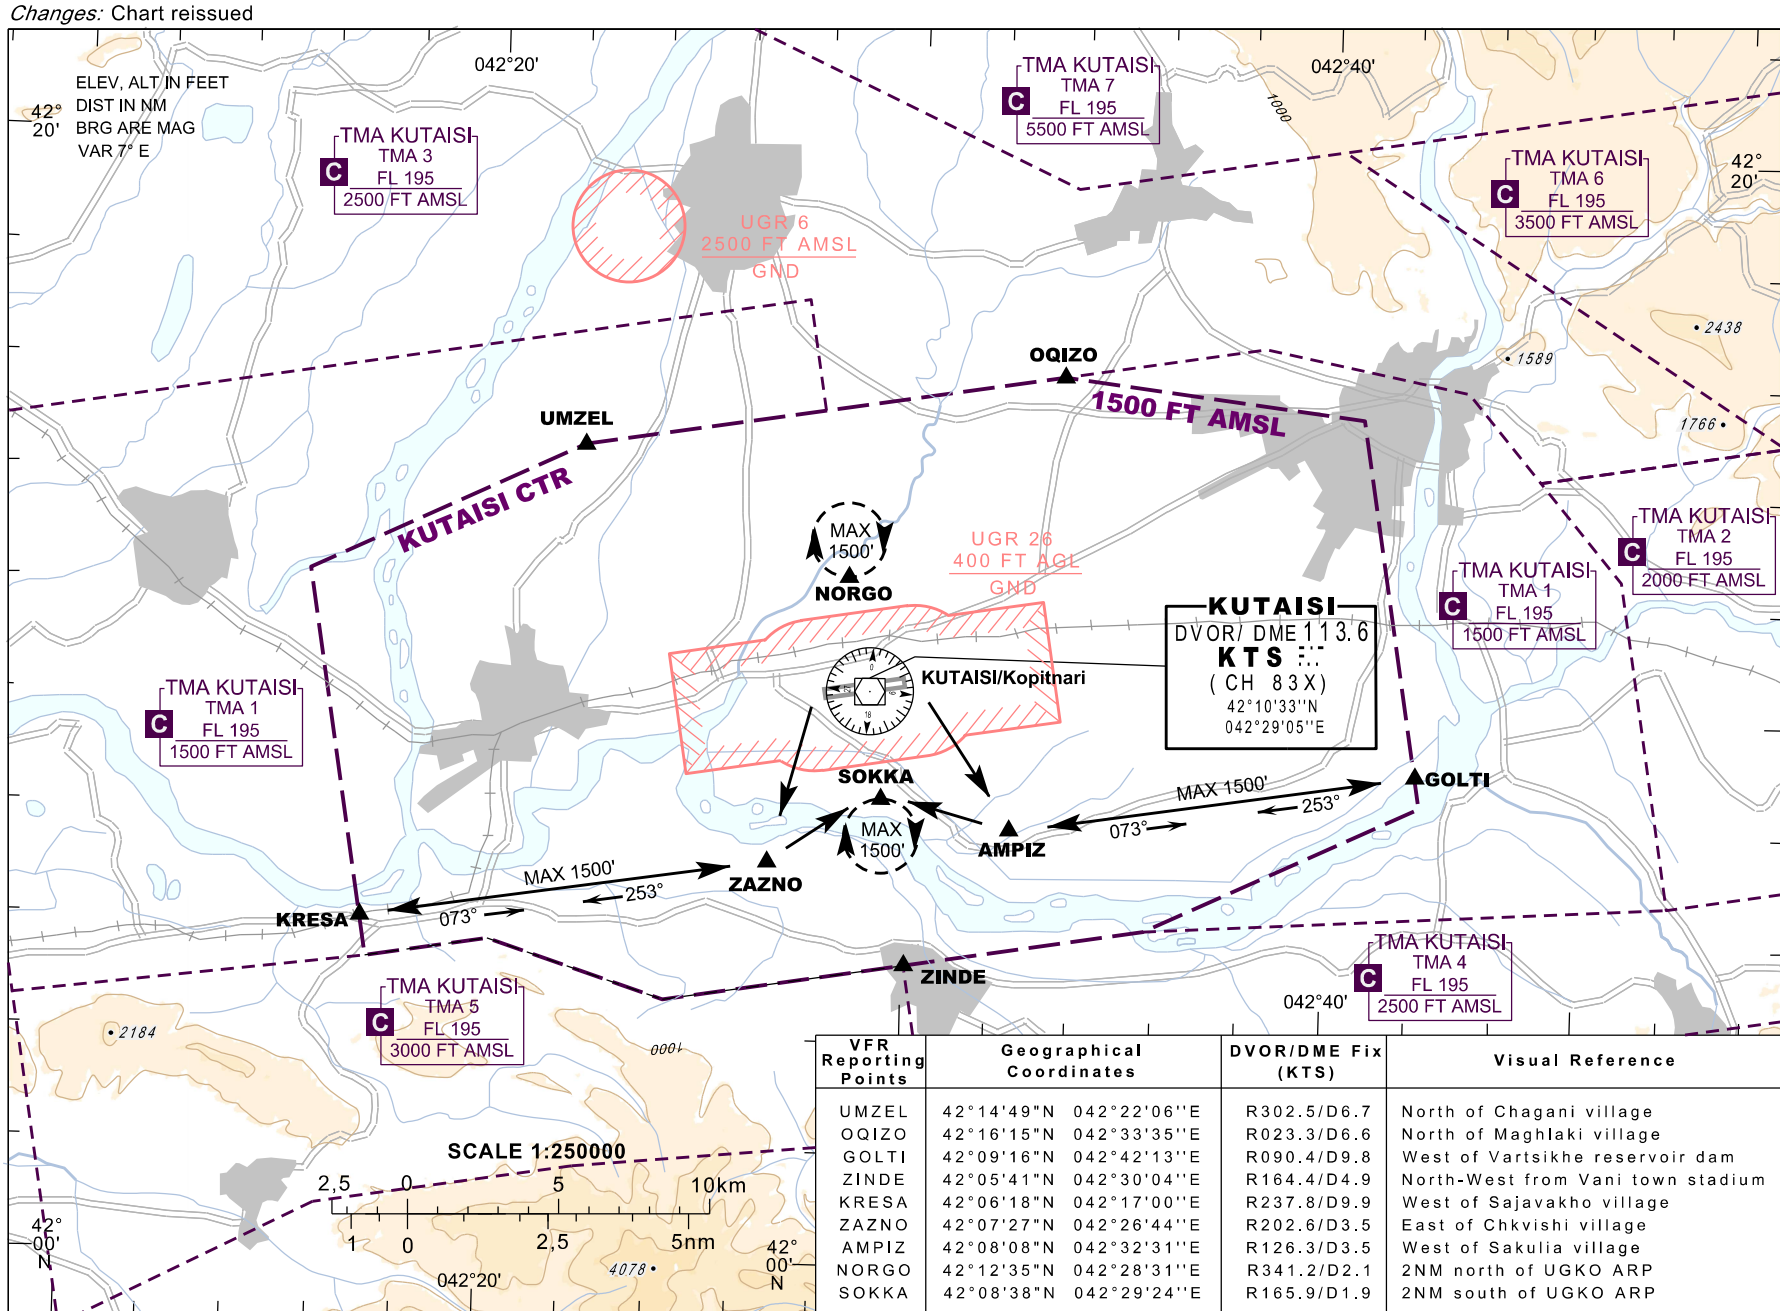 Changes: Chart reissued
ELEV, ALT IN FEET
DIST IN NM
BRG ARE MAG
VAR 7° E
42°
20'
042°20'
042°40'
42°
20'
TMA KUTAISI
TMA 3
C
FL 195
2500 FT AMSL
TMA KUTAISI
TMA 7
C
FL 195
5500 FT AMSL
1000
TMA KUTAISI
TMA 6
C
FL 195
3500 FT AMSL
UGR 6
2500 FT AMSL
GND
2438
1589
1766
OQIZO
1500 FT AMSL
UMZEL
KUTAISI CTR
MAX
1500'
NORGO
UGR 26
400 FT AGL
GND
TMA KUTAISI
TMA 2
C
FL 195
2000 FT AMSL
TMA KUTAISI
TMA 1
C
FL 195
1500 FT AMSL
KUTAISI
DVOR/ DME 113.6
KTS
(CH 83X)
42°10'33''N
042°29'05''E
KUTAISI/Kopitnari
0
9
18
27
TMA KUTAISI
TMA 1
C
FL 195
1500 FT AMSL
SOKKA
MAX
1500'
GOLTI
MAX 1500'
253°
073°
AMPIZ
ZAZNO
MAX 1500'
253°
073°
KRESA
ZINDE
TMA KUTAISI
TMA 4
C
FL 195
2500 FT AMSL
042°40'
TMA KUTAISI
TMA 5
C
FL 195
3000 FT AMSL
2184
1000
SCALE 1:250000
2,5 0 5 10km
1 0 2,5 5nm
42°
00'
N
042°20'
4078
42°
00'
N
VFR Reporting Points Geographical Coordinates DVOR/DME Fix (KTS) Visual Reference
UMZEL 42°14'49"N 042°22'06''E R302.5/D6.7 North of Chagani village
OQIZO 42°16'15"N 042°33'35''E R023.3/D6.6 North of Maghlaki village
GOLTI 42°09'16"N 042°42'13''E R090.4/D9.8 West of Vartsikhe reservoir dam
ZINDE 42°05'41"N 042°30'04''E R164.4/D4.9 North-West from Vani town stadium
KRESA 42°06'18"N 042°17'00''E R237.8/D9.9 West of Sajavakho village
ZAZNO 42°07'27"N 042°26'44''E R202.6/D3.5 East of Chkvishi village
AMPIZ 42°08'08"N 042°32'31''E R126.3/D3.5 West of Sakulia village
NORGO 42°12'35"N 042°28'31''E R341.2/D2.1 2NM north of UGKO ARP
SOKKA 42°08'38"N 042°29'24''E R165.9/D1.9 2NM south of UGKO ARP